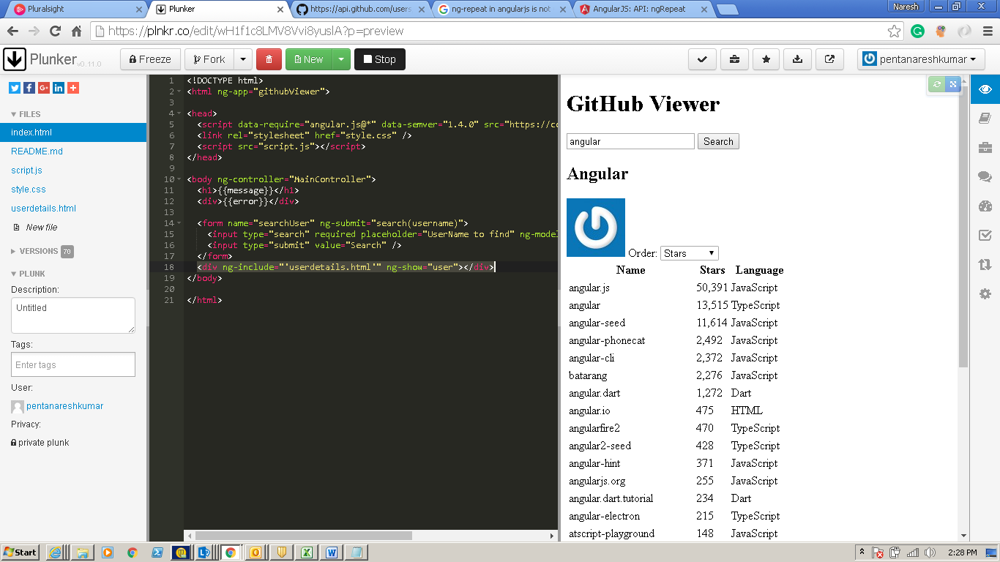 Pluralsight
Plunker
https://api.github.com/users
ng-repeat in angularjs is not
AngularJS: API: ngRepeat
Naresh
https://plnkr.co/edit/wH1f1c8LMV8Vvi8yuslA?p=preview
Plunker v0.11.0
Freeze
Fork
New
Stop
pentanareshkumar
FILES
index.html
README.md
script.js
style.css
userdetails.html
New file
VERSIONS 70
PLUNK
Description:
Untitled
Tags:
Enter tags
User:
pentanareshkumar
Privacy:
private plunk
1 <!DOCTYPE html>
2 <html ng-app="githubViewer">
3
4 <head>
5 <script data-require="angular.js@*" data-semver="1.4.0" src="https://co
6 <link rel="stylesheet" href="style.css" />
7 <script src="script.js"></script>
8 </head>
9
10 <body ng-controller="MainController">
11 <h1>{{message}}</h1>
12 <div>{{error}}</div>
13
14 <form name="searchUser" ng-submit="search(username)">
15 <input type="search" required placeholder="UserName to find" ng-model
16 <input type="submit" value="Search" />
17 </form>
18 <div ng-include="'userdetails.html'" ng-show="user"></div>
19 </body>
20
21 </html>
GitHub Viewer
angular Search
Angular
Order: Stars
Name Stars Language
angular.js 50,391 JavaScript
angular 13,515 TypeScript
angular-seed 11,614 JavaScript
angular-phonecat 2,492 JavaScript
angular-cli 2,372 JavaScript
batarang 2,276 JavaScript
angular.dart 1,272 Dart
angular.io 475 HTML
angularfire2 470 TypeScript
angular2-seed 428 TypeScript
angular-hint 371 JavaScript
angularjs.org 255 JavaScript
angular.dart.tutorial 234 Dart
angular-electron 215 TypeScript
atscript-playground 148 JavaScript
Start
2:28 PM